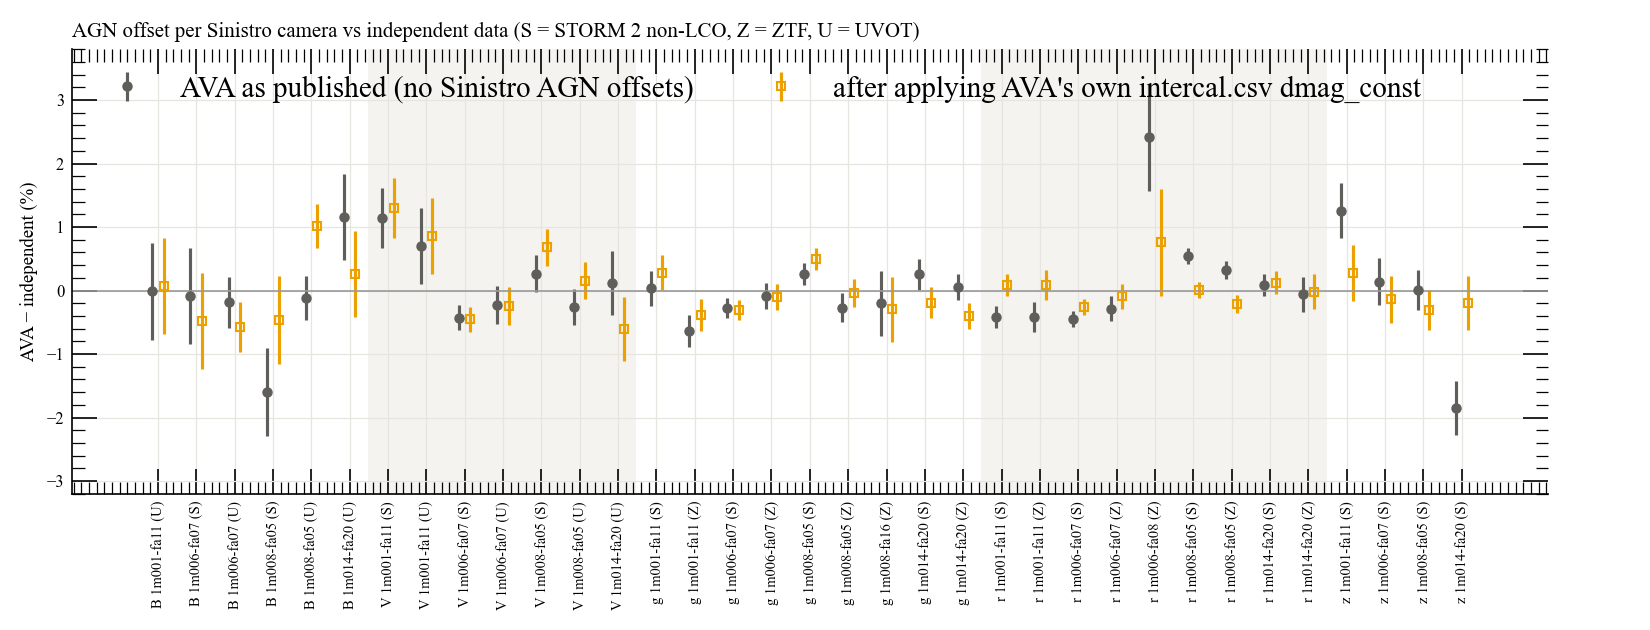 AGN offset per Sinistro camera vs independent data (S = STORM 2 non-LCO, Z = ZTF, U = UVOT)
AVA as published (no Sinistro AGN offsets)
after applying AVA's own intercal.csv dmag_const
AVA − independent (%)
3
2
1
0
−1
−2
−3
B 1m001-fa11 (U)
B 1m006-fa07 (S)
B 1m006-fa07 (U)
B 1m008-fa05 (S)
B 1m008-fa05 (U)
B 1m014-fa20 (U)
V 1m001-fa11 (S)
V 1m001-fa11 (U)
V 1m006-fa07 (S)
V 1m006-fa07 (U)
V 1m008-fa05 (S)
V 1m008-fa05 (U)
V 1m014-fa20 (U)
g 1m001-fa11 (S)
g 1m001-fa11 (Z)
g 1m006-fa07 (S)
g 1m006-fa07 (Z)
g 1m008-fa05 (S)
g 1m008-fa05 (Z)
g 1m008-fa16 (Z)
g 1m014-fa20 (S)
g 1m014-fa20 (Z)
r 1m001-fa11 (S)
r 1m001-fa11 (Z)
r 1m006-fa07 (S)
r 1m006-fa07 (Z)
r 1m006-fa08 (Z)
r 1m008-fa05 (S)
r 1m008-fa05 (Z)
r 1m014-fa20 (S)
r 1m014-fa20 (Z)
z 1m001-fa11 (S)
z 1m006-fa07 (S)
z 1m008-fa05 (S)
z 1m014-fa20 (S)